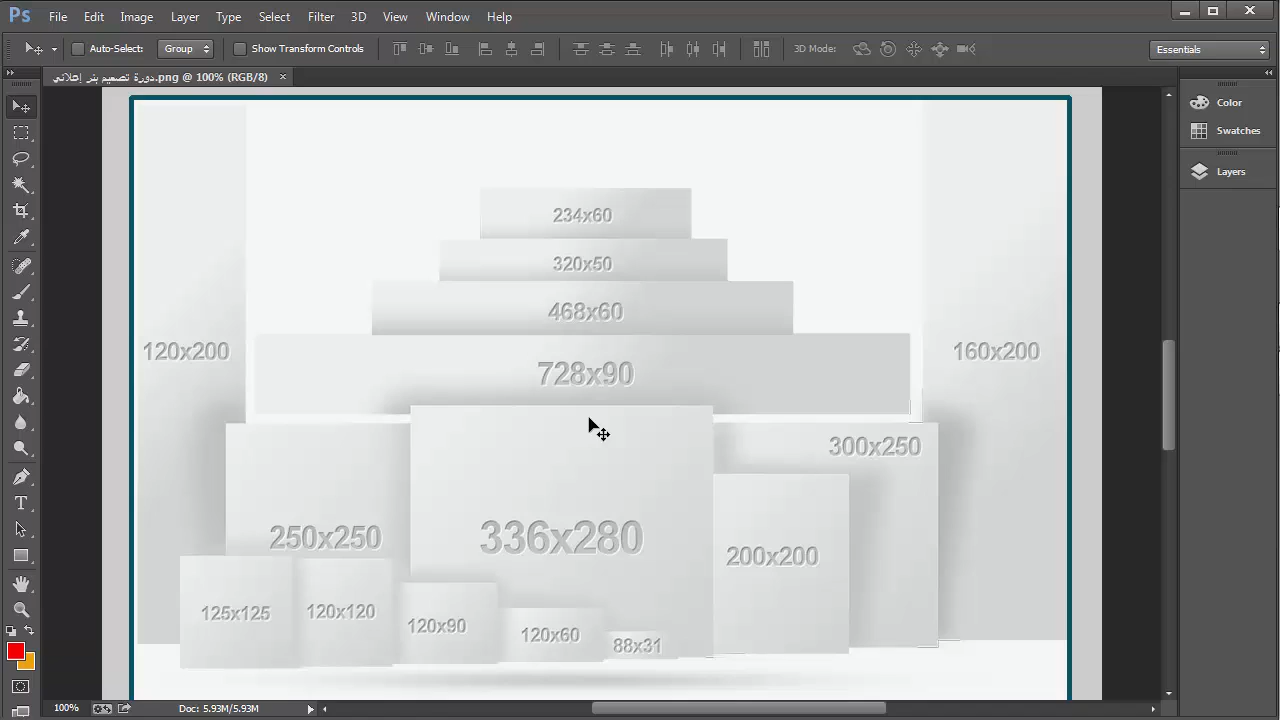 Ps File Edit Image Layer Type Select Filter 3D View Window Help
Auto-Select: Group Show Transform Controls 3D Mode: Essentials
دورة تصميم بنر إعلاني.png @ 100% (RGB/8)
Color
Swatches
Layers
234x60
320x50
468x60
120x200
160x200
728x90
300x250
250x250
336x280
200x200
125x125
120x120
120x90
120x60
88x31
100% Doc: 5.93M/5.93M